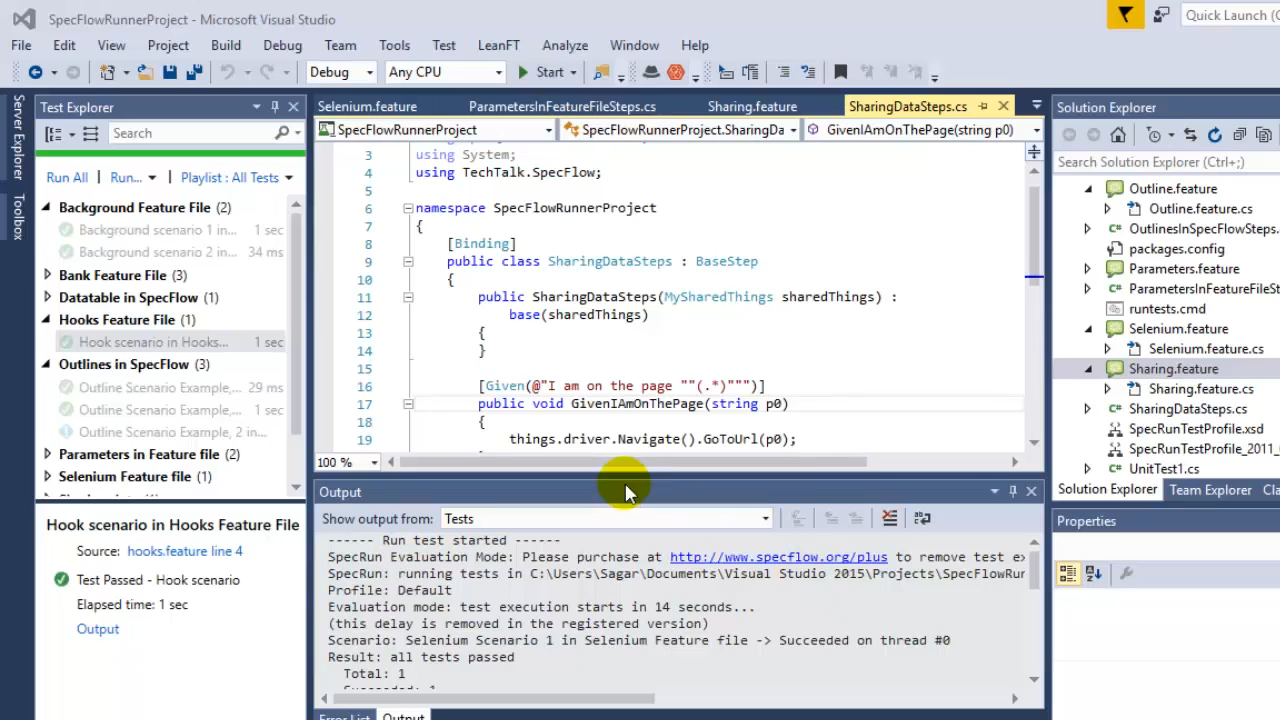 SpecFlowRunnerProject - Microsoft Visual Studio
Quick Launch (C
File Edit View Project Build Debug Team Tools Test LeanFT Analyze Window Help
Debug Any CPU Start
Server Explorer
Toolbox
Test Explorer
Search
Run All Run... Playlist : All Tests
Background Feature File (2)
Background scenario 1 in... 1 sec
Background scenario 2 in... 34 ms
Bank Feature File (3)
Datatable in SpecFlow (1)
Hooks Feature File (1)
Hook scenario in Hooks... 1 sec
Outlines in SpecFlow (3)
Outline Scenario Example,... 29 ms
Outline Scenario Example,... 0 ms
Outline Scenario Example, 2 in...
Parameters in Feature file (2)
Selenium Feature file (1)
Hook scenario in Hooks Feature File
Source: hooks.feature line 4
Test Passed - Hook scenario
Elapsed time: 1 sec
Output
Selenium.feature ParametersInFeatureFileSteps.cs Sharing.feature SharingDataSteps.cs
SpecFlowRunnerProject SpecFlowRunnerProject.SharingDa GivenIAmOnThePage(string p0)
3 using System;
4 using TechTalk.SpecFlow;
5
6 namespace SpecFlowRunnerProject
7 {
8 [Binding]
9 public class SharingDataSteps : BaseStep
10 {
11 public SharingDataSteps(MySharedThings sharedThings) :
12 base(sharedThings)
13 {
14 }
15
16 [Given(@"I am on the page ""(.*)""")]
17 public void GivenIAmOnThePage(string p0)
18 {
19 things.driver.Navigate().GoToUrl(p0);
100 %
Output
Show output from: Tests
------ Run test started ------
SpecRun Evaluation Mode: Please purchase at http://www.specflow.org/plus to remove test ex
SpecRun: running tests in C:\Users\Sagar\Documents\Visual Studio 2015\Projects\SpecFlowRun
Profile: Default
Evaluation mode: test execution starts in 14 seconds...
(this delay is removed in the registered version)
Scenario: Selenium Scenario 1 in Selenium Feature file -> Succeeded on thread #0
Result: all tests passed
Total: 1
Succeeded: 1
Error List Output
Solution Explorer
Search Solution Explorer (Ctrl+;)
Outline.feature
Outline.feature.cs
OutlinesInSpecFlowSteps.
packages.config
Parameters.feature
ParametersInFeatureFileSte
runtests.cmd
Selenium.feature
Selenium.feature.cs
Sharing.feature
Sharing.feature.cs
SharingDataSteps.cs
SpecRunTestProfile.xsd
SpecRunTestProfile_2011_
UnitTest1.cs
Solution Explorer Team Explorer Cla
Properties